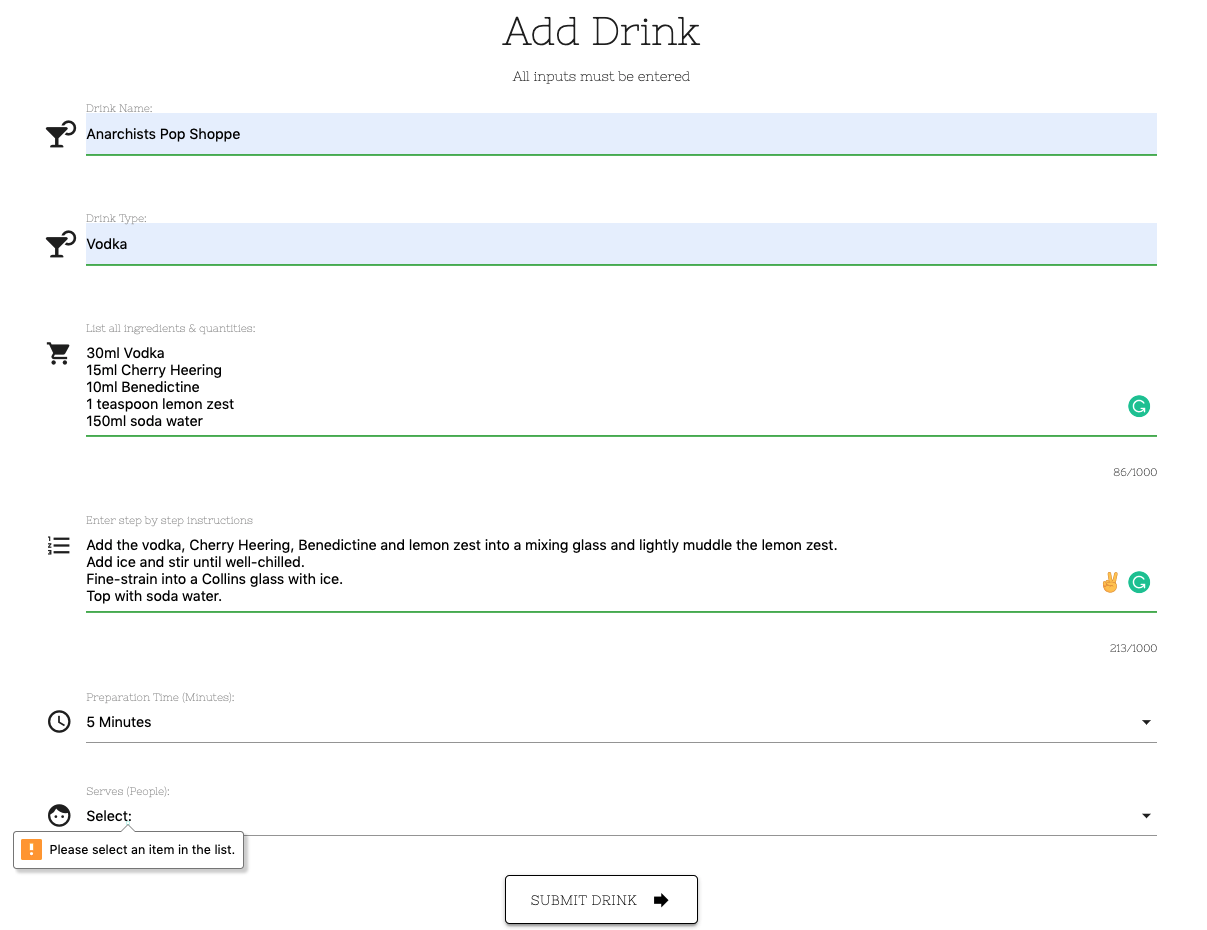 Add Drink
All inputs must be entered
Drink Name:
Anarchists Pop Shoppe
Drink Type:
Vodka
List all ingredients & quantities:
30ml Vodka
15ml Cherry Heering
10ml Benedictine
1 teaspoon lemon zest
150ml soda water
86/1000
Enter step by step instructions
Add the vodka, Cherry Heering, Benedictine and lemon zest into a mixing glass and lightly muddle the lemon zest.
Add ice and stir until well-chilled.
Fine-strain into a Collins glass with ice.
Top with soda water.
213/1000
Preparation Time (Minutes):
5 Minutes
Serves (People):
Select:
Please select an item in the list.
SUBMIT DRINK